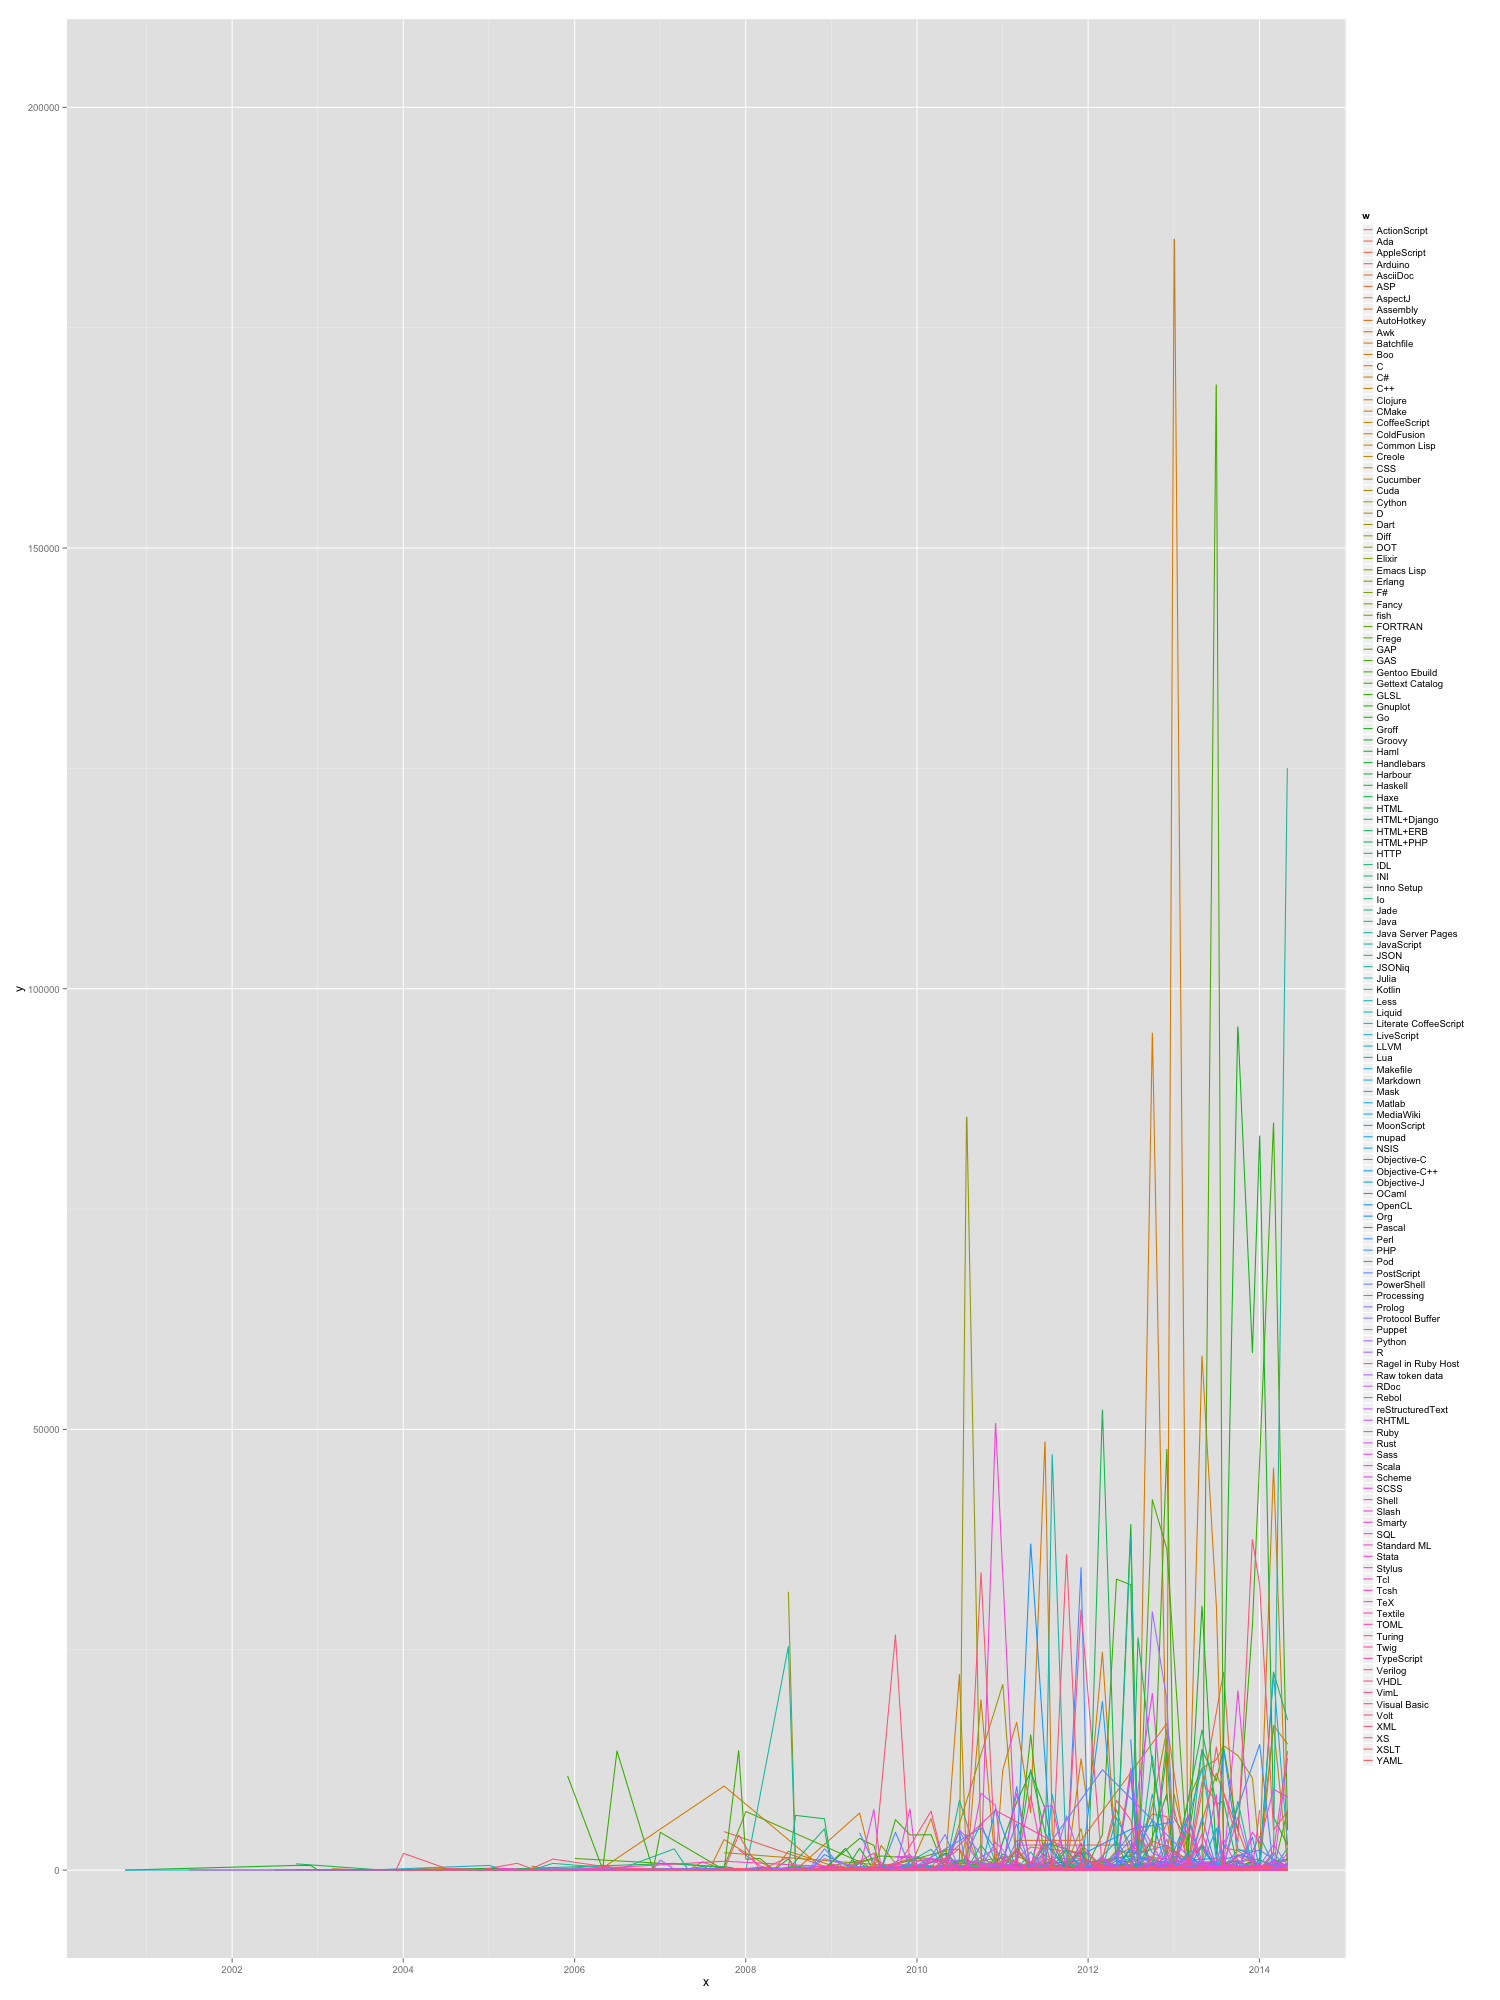 200000
150000
100000
50000
0
y
2002
2004
2006
2008
2010
2012
2014
x
w
ActionScript
Ada
AppleScript
Arduino
AsciiDoc
ASP
AspectJ
Assembly
AutoHotkey
Awk
Batchfile
Boo
C
C#
C++
Clojure
CMake
CoffeeScript
ColdFusion
Common Lisp
Creole
CSS
Cucumber
Cuda
Cython
D
Dart
Diff
DOT
Elixir
Emacs Lisp
Erlang
F#
Fancy
fish
FORTRAN
Frege
GAP
GAS
Gentoo Ebuild
Gettext Catalog
GLSL
Gnuplot
Go
Groff
Groovy
Haml
Handlebars
Harbour
Haskell
Haxe
HTML
HTML+Django
HTML+ERB
HTML+PHP
HTTP
IDL
INI
Inno Setup
Io
Jade
Java
Java Server Pages
JavaScript
JSON
JSONiq
Julia
Kotlin
Less
Liquid
Literate CoffeeScript
LiveScript
LLVM
Lua
Makefile
Markdown
Mask
Matlab
MediaWiki
MoonScript
mupad
NSIS
Objective-C
Objective-C++
Objective-J
OCaml
OpenCL
Org
Pascal
Perl
PHP
Pod
PostScript
PowerShell
Processing
Prolog
Protocol Buffer
Puppet
Python
R
Ragel in Ruby Host
Raw token data
RDoc
Rebol
reStructuredText
RHTML
Ruby
Rust
Sass
Scala
Scheme
SCSS
Shell
Slash
Smarty
SQL
Standard ML
Stata
Stylus
Tcl
Tcsh
TeX
Textile
TOML
Turing
Twig
TypeScript
Verilog
VHDL
VimL
Visual Basic
Volt
XML
XS
XSLT
YAML